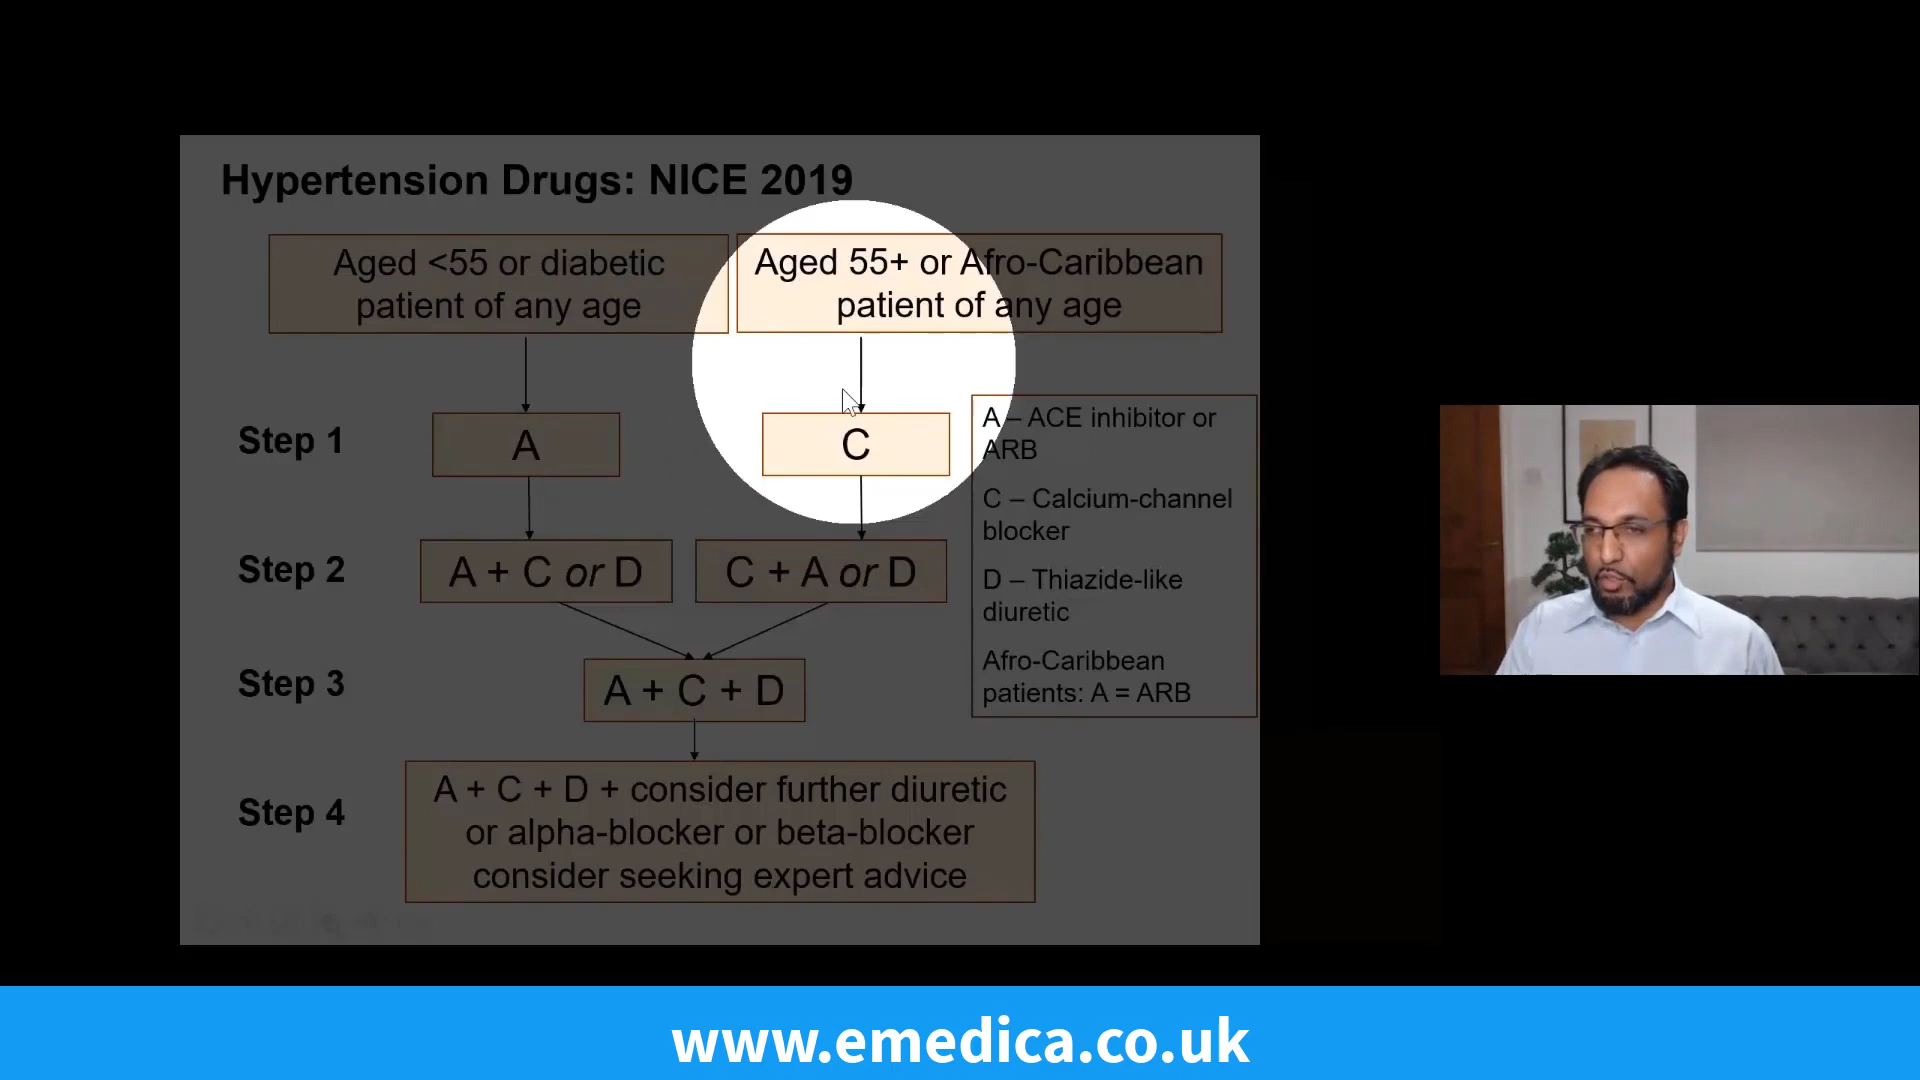 Hypertension Drugs: NICE 2019
Aged <55 or diabetic
patient of any age
Aged 55+ or Afro-Caribbean
patient of any age
Step 1
A
C
A – ACE inhibitor or
ARB
C – Calcium-channel
blocker
D – Thiazide-like
diuretic
Afro-Caribbean
patients: A = ARB
Step 2
A + C or D
C + A or D
Step 3
A + C + D
Step 4
A + C + D + consider further diuretic
or alpha-blocker or beta-blocker
consider seeking expert advice
www.emedica.co.uk